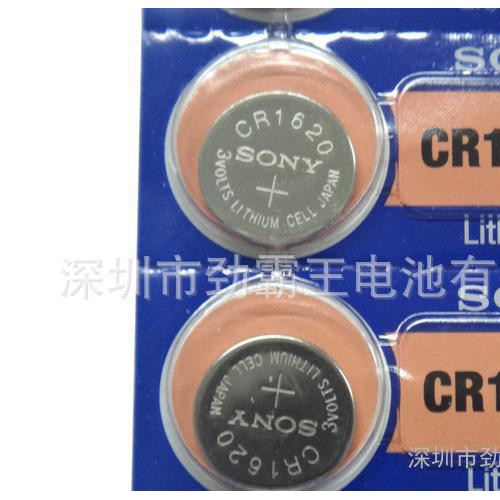 CR1620
SONY
+
3VOLTS LITHIUM CELL JAPAN
CR1
Lith
深圳市劲霸王电池有
SO
CR1620
SONY
+
3VOLTS LITHIUM CELL JAPAN
CR1
深圳市劲
Lit